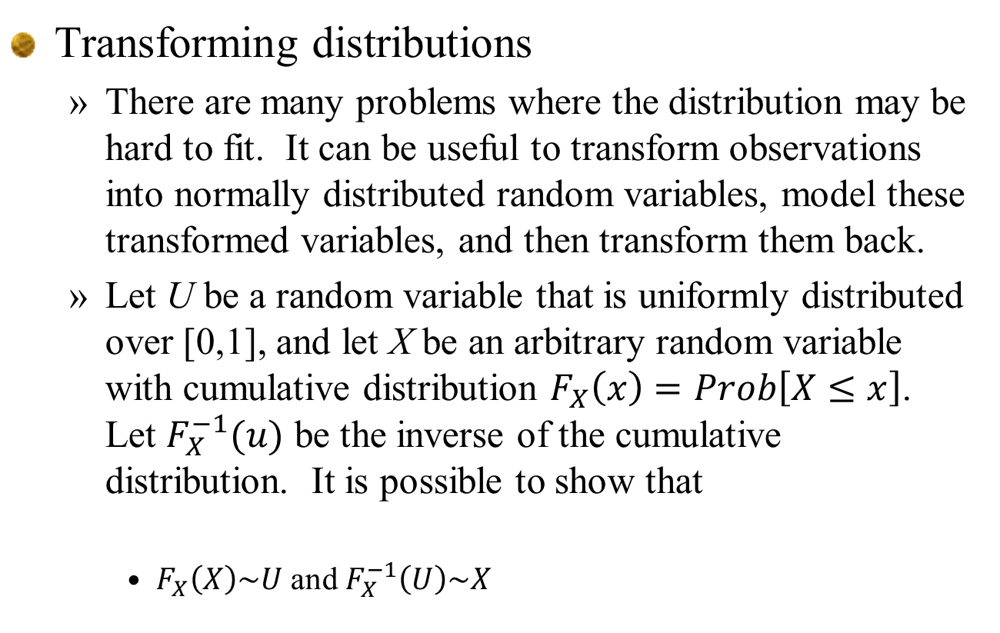 Transforming distributions
» There are many problems where the distribution may be
hard to fit.  It can be useful to transform observations
into normally distributed random variables, model these
transformed variables, and then transform them back.
» Let U be a random variable that is uniformly distributed
over [0,1], and let X be an arbitrary random variable
with cumulative distribution F_X(x) = Prob[X ≤ x].
Let F_X^{-1}(u) be the inverse of the cumulative
distribution.  It is possible to show that
• F_X(X)~U and F_X^{-1}(U)~X